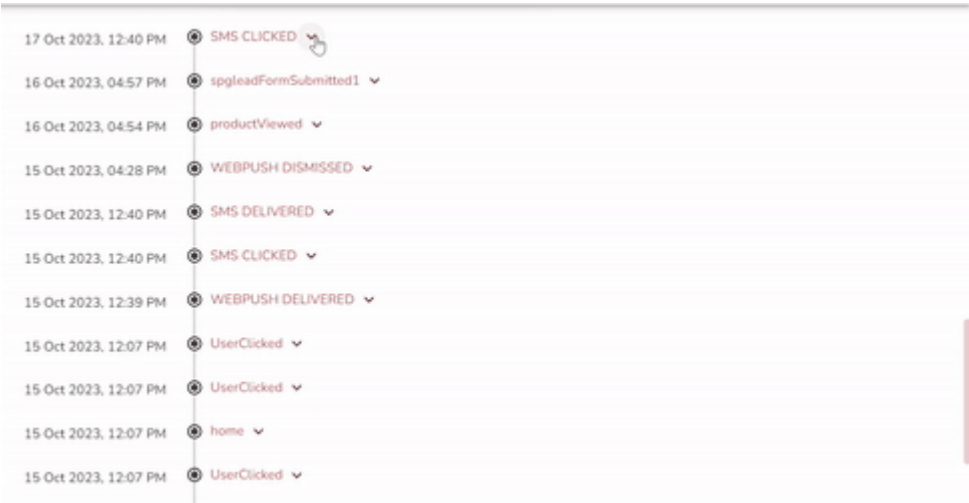 17 Oct 2023, 12:40 PM SMS CLICKED
16 Oct 2023, 04:57 PM spgleadFormSubmitted1
16 Oct 2023, 04:54 PM productViewed
15 Oct 2023, 04:28 PM WEBPUSH DISMISSED
15 Oct 2023, 12:40 PM SMS DELIVERED
15 Oct 2023, 12:40 PM SMS CLICKED
15 Oct 2023, 12:39 PM WEBPUSH DELIVERED
15 Oct 2023, 12:07 PM UserClicked
15 Oct 2023, 12:07 PM UserClicked
15 Oct 2023, 12:07 PM home
15 Oct 2023, 12:07 PM UserClicked